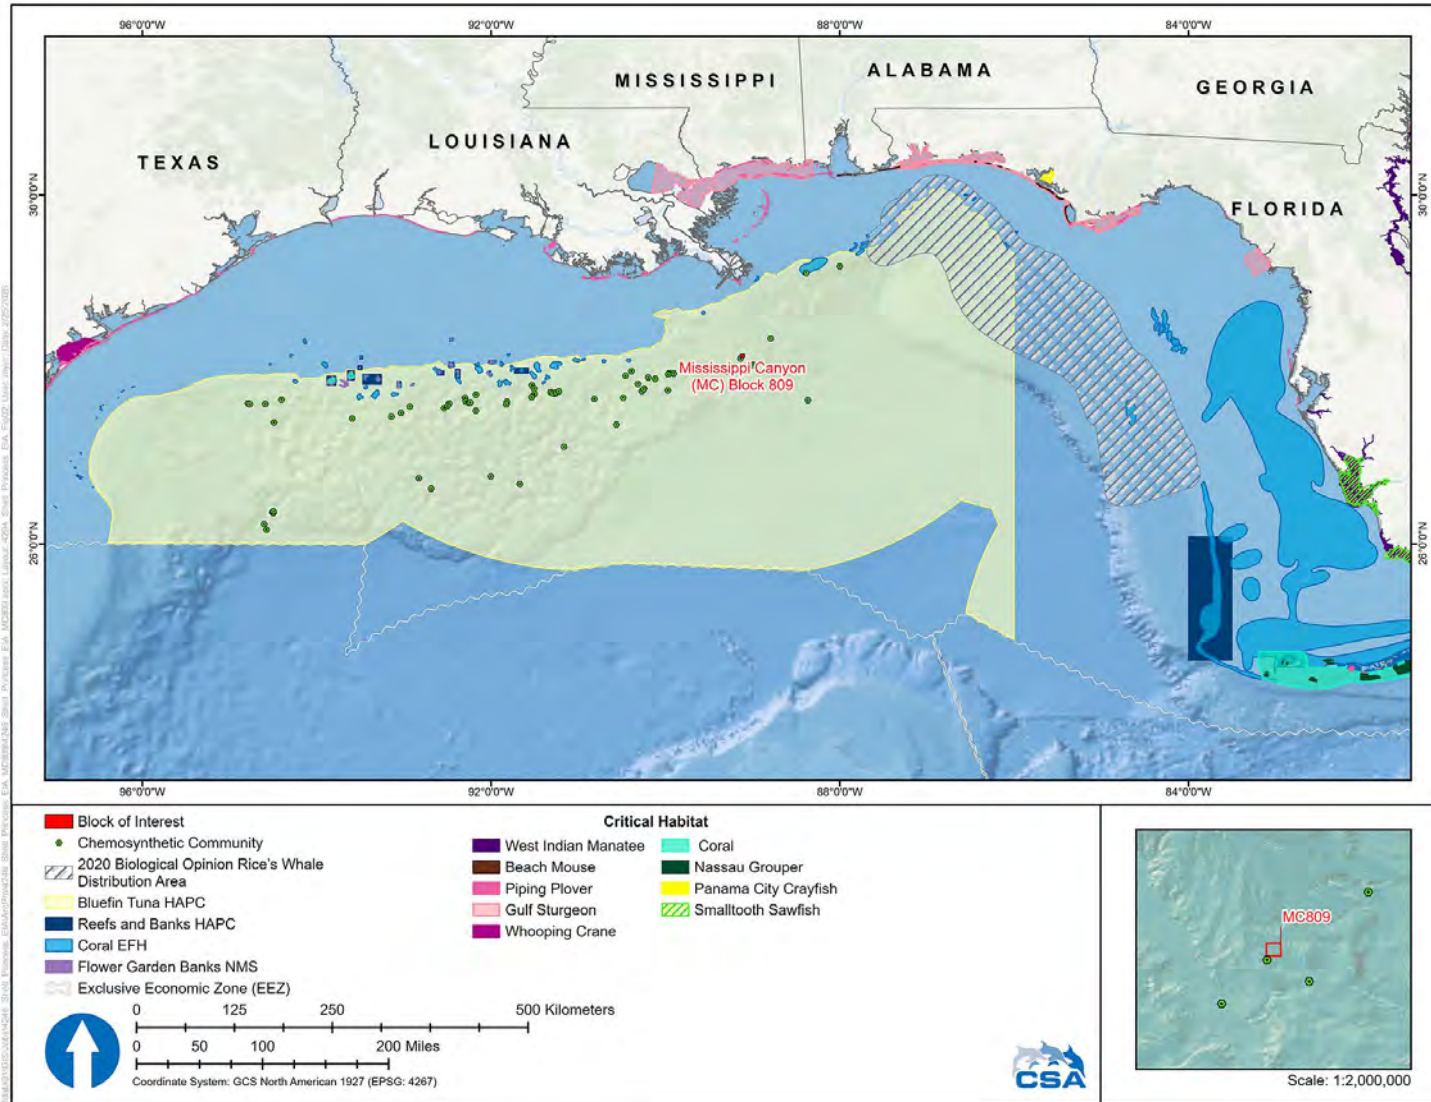 96°0'0"W 92°0'0"W 88°0'0"W 84°0'0"W
MISSISSIPPI
ALABAMA
GEORGIA
LOUISIANA
TEXAS
30°0'0"N
30°0'0"N
FLORIDA
Mississippi Canyon
(MC) Block 809
26°0'0"N
26°0'0"N
96°0'0"W 92°0'0"W 88°0'0"W 84°0'0"W
Block of Interest
Chemosynthetic Community
2020 Biological Opinion Rice's Whale
Distribution Area
Bluefin Tuna HAPC
Reefs and Banks HAPC
Coral EFH
Flower Garden Banks NMS
Exclusive Economic Zone (EEZ)
Critical Habitat
West Indian Manatee
Beach Mouse
Piping Plover
Gulf Sturgeon
Whooping Crane
Coral
Nassau Grouper
Panama City Crayfish
Smalltooth Sawfish
0 125 250 500 Kilometers
0 50 100 200 Miles
Coordinate System: GCS North American 1927 (EPSG: 4267)
CSA
MC809
Scale: 1:2,000,000